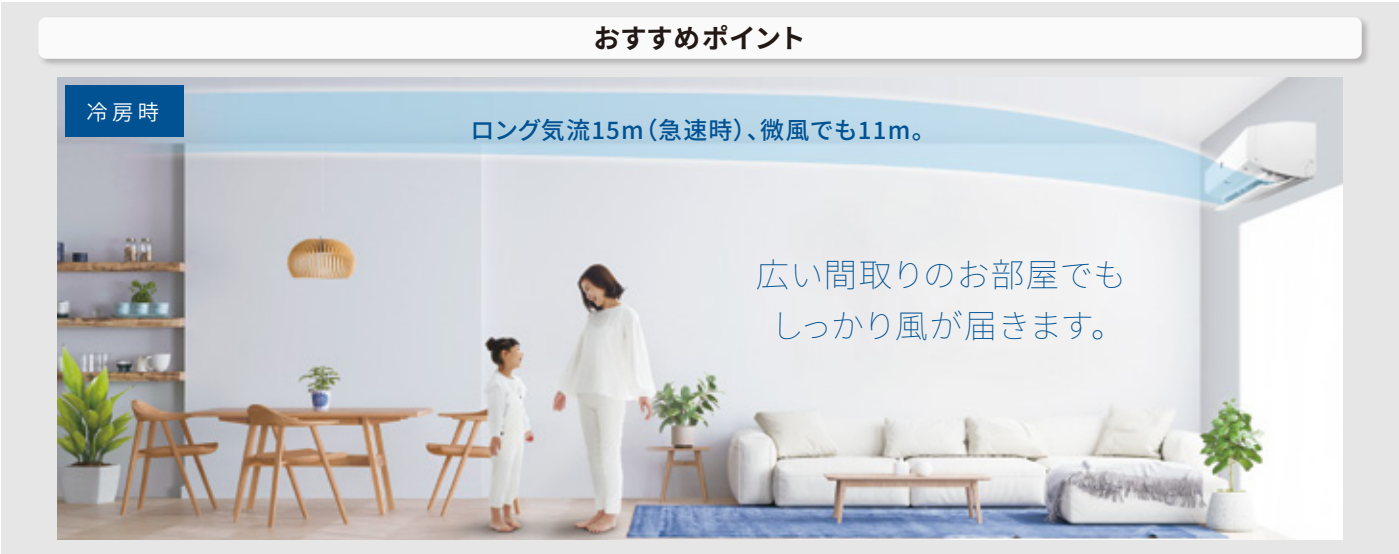 おすすめポイント
冷房時
ロング気流15m（急速時）、微風でも11m。
広い間取りのお部屋でも
しっかり風が届きます。